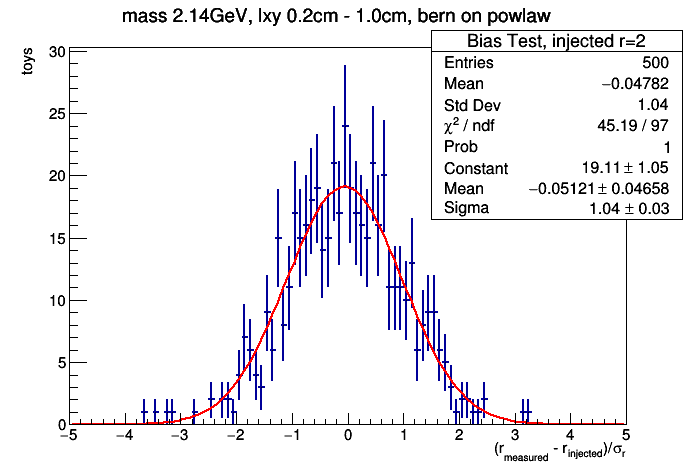 mass 2.14GeV, lxy 0.2cm - 1.0cm, bern on powlaw
Bias Test, injected r=2
Entries 500
Mean −0.04782
Std Dev 1.04
χ² / ndf 45.19 / 97
Prob 1
Constant 19.11 ± 1.05
Mean −0.05121 ± 0.04658
Sigma 1.04 ± 0.03
toys
30
25
20
15
10
5
0
−5 −4 −3 −2 −1 0 1 2 3 4 5
(r_measured - r_injected)/σ_r